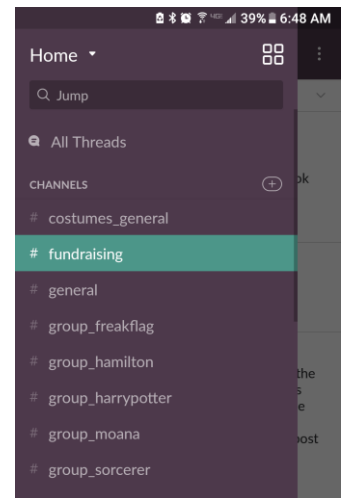 39% 6:48 AM
Home
Jump
All Threads
CHANNELS
ok
# costumes_general
# fundraising
# general
# group_freakflag
# group_hamilton
the
s
# group_harrypotter
e
# group_moana
post
# group_sorcerer